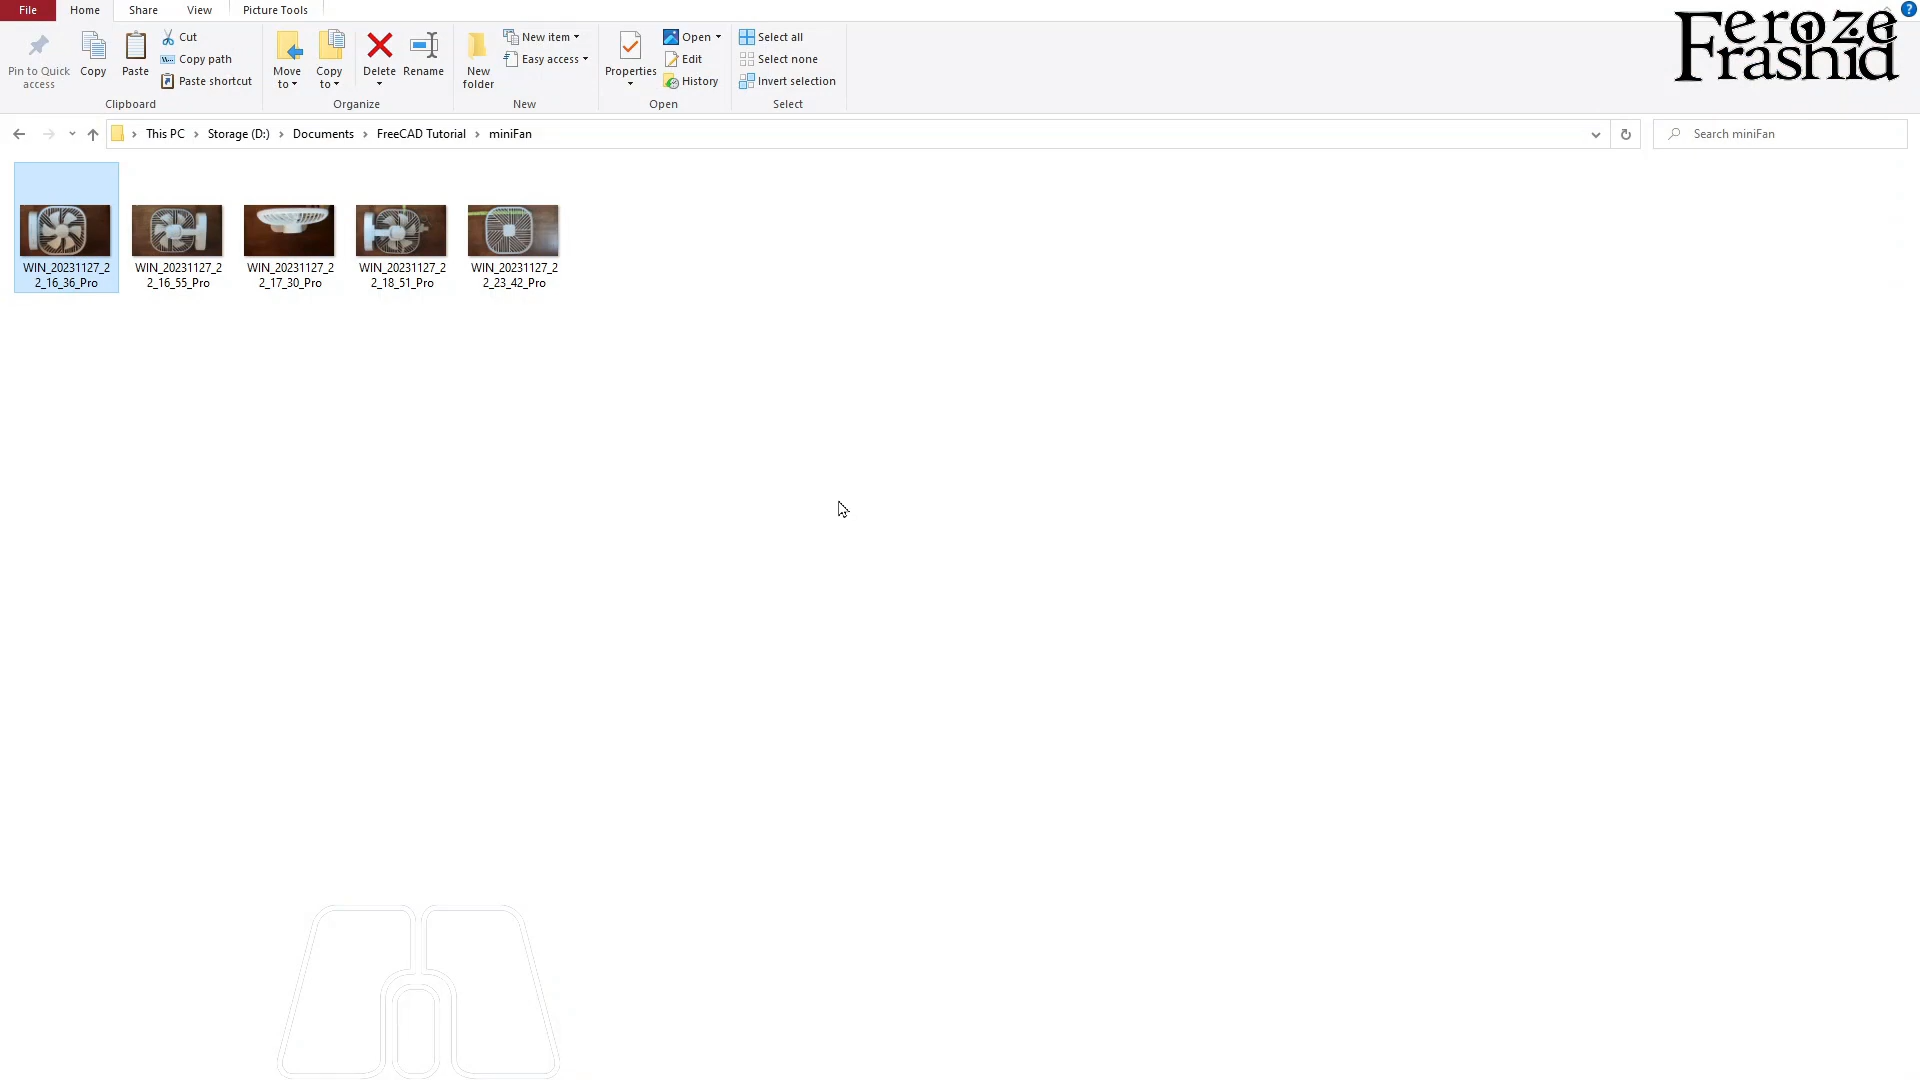 File Home Share View Picture Tools
Feroze
Frashid
Pin to Quick
access
Copy
Paste
Cut
Copy path
Paste shortcut
Clipboard
Move
to
Copy
to
Delete
Rename
Organize
New
folder
New item
Easy access
New
Properties
Open
Edit
History
Open
Select all
Select none
Invert selection
Select
This PC Storage (D:) Documents FreeCAD Tutorial miniFan
Search miniFan
WIN_20231127_2
2_16_36_Pro
WIN_20231127_2
2_16_55_Pro
WIN_20231127_2
2_17_30_Pro
WIN_20231127_2
2_18_51_Pro
WIN_20231127_2
2_23_42_Pro